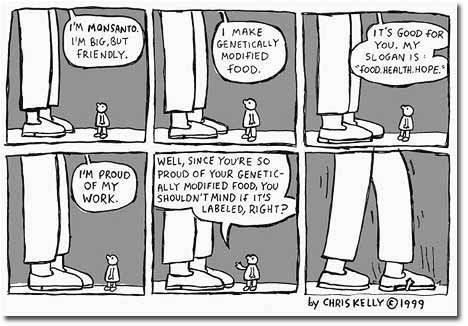 I'M MONSANTO.
I'M BIG, BUT
FRIENDLY.
I MAKE
GENETICALLY
MODIFIED
FOOD.
IT'S GOOD FOR
YOU. MY
SLOGAN IS:
"FOOD.HEALTH.HOPE."
I'M PROUD
OF MY
WORK.
WELL, SINCE YOU'RE SO
PROUD OF YOUR GENETIC-
ALLY MODIFIED FOOD, YOU
SHOULDN'T MIND IF IT'S
LABELED, RIGHT?
by CHRIS KELLY © 1999